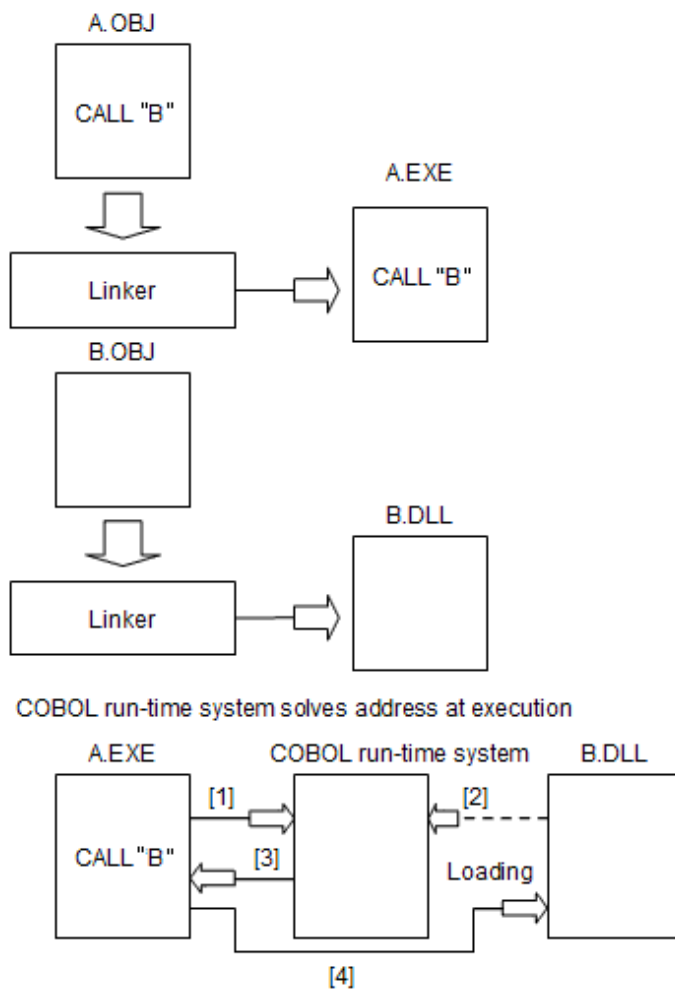 A.OBJ
CALL "B"
A.EXE
Linker
CALL "B"
B.OBJ
B.DLL
Linker
COBOL run-time system solves address at execution
A.EXE
COBOL run-time system
B.DLL
[1]
[2]
CALL "B"
[3]
Loading
[4]